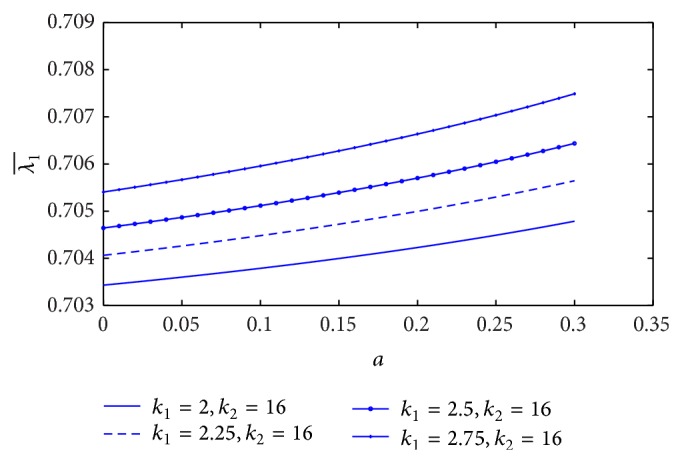 0.709
0.708
0.707
0.706
0.705
0.704
0.703
λ̅₁
0 0.05 0.1 0.15 0.2 0.25 0.3 0.35
a
k₁ = 2, k₂ = 16
k₁ = 2.25, k₂ = 16
k₁ = 2.5, k₂ = 16
k₁ = 2.75, k₂ = 16